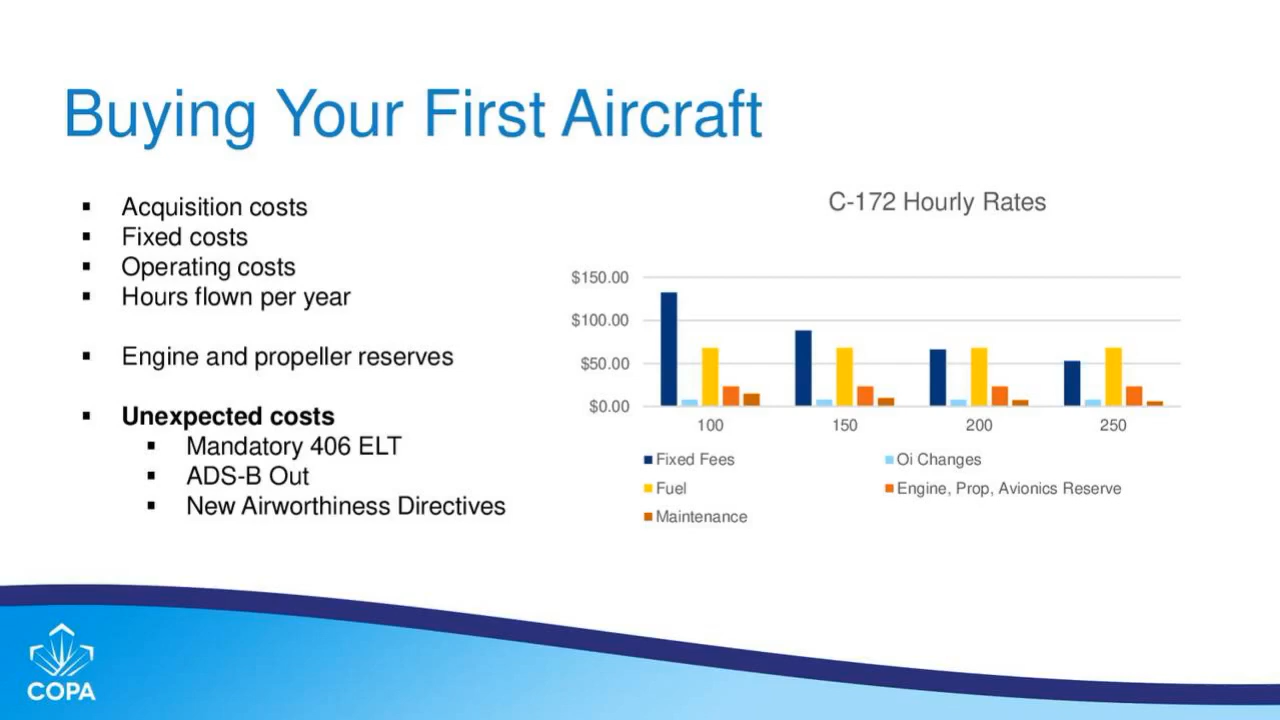 Buying Your First Aircraft
▪ Acquisition costs
▪ Fixed costs
▪ Operating costs
▪ Hours flown per year
▪ Engine and propeller reserves
▪ Unexpected costs
▪ Mandatory 406 ELT
▪ ADS-B Out
▪ New Airworthiness Directives
C-172 Hourly Rates
$150.00
$100.00
$50.00
$0.00
100 150 200 250
Fixed Fees Oi Changes
Fuel Engine, Prop, Avionics Reserve
Maintenance
COPA